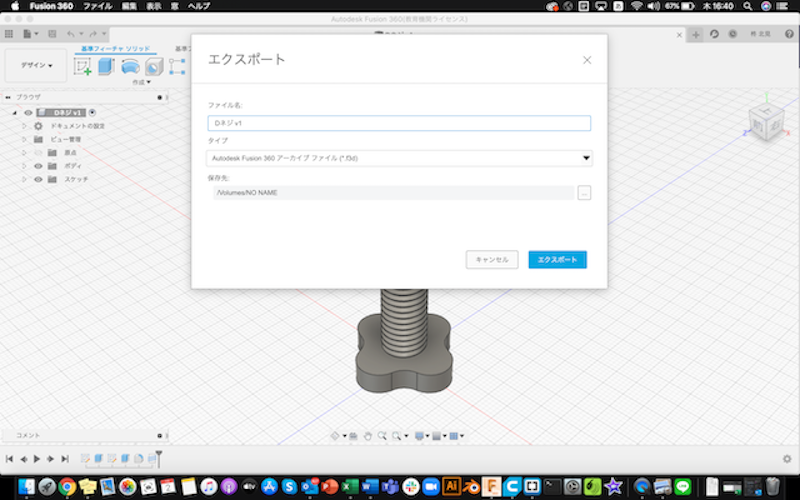 Fusion 360 ファイル 編集 表示 窓 ヘルプ
67% 木 16:40
Autodesk Fusion 360(教育機関ライセンス)
基準フィーチャ ソリッド
デザイン
作成
ブラウザ
Dネジ v1
ドキュメントの設定
ビュー管理
原点
ボディ
スケッチ
エクスポート
ファイル名:
Dネジ v1
タイプ
Autodesk Fusion 360 アーカイブ ファイル (*.f3d)
保存先:
/Volumes/NO NAME
...
キャンセル
エクスポート
コメント